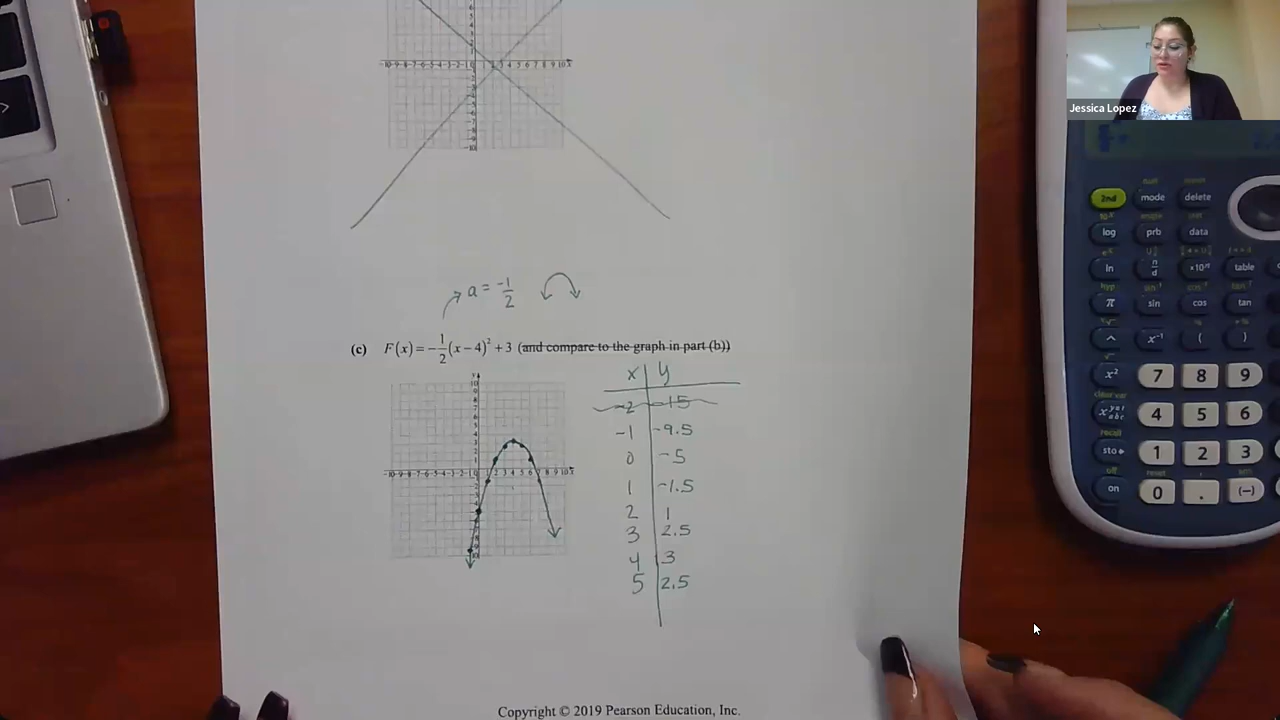 Jessica Lopez
a = -1/2
(c) F(x) = -1/2(x-4)² + 3 (and compare to the graph in part (b))
x y
-2 -15
-1 -9.5
0 -5
1 -1.5
2 1
3 2.5
4 3
5 2.5
Copyright © 2019 Pearson Education, Inc.
2nd mode delete
log prb data
ln n/d ×10ⁿ table
π sin cos tan
^ x⁻¹ ( )
x² 7 8 9
4 5 6
sto▸ 1 2 3
on 0 . (−)